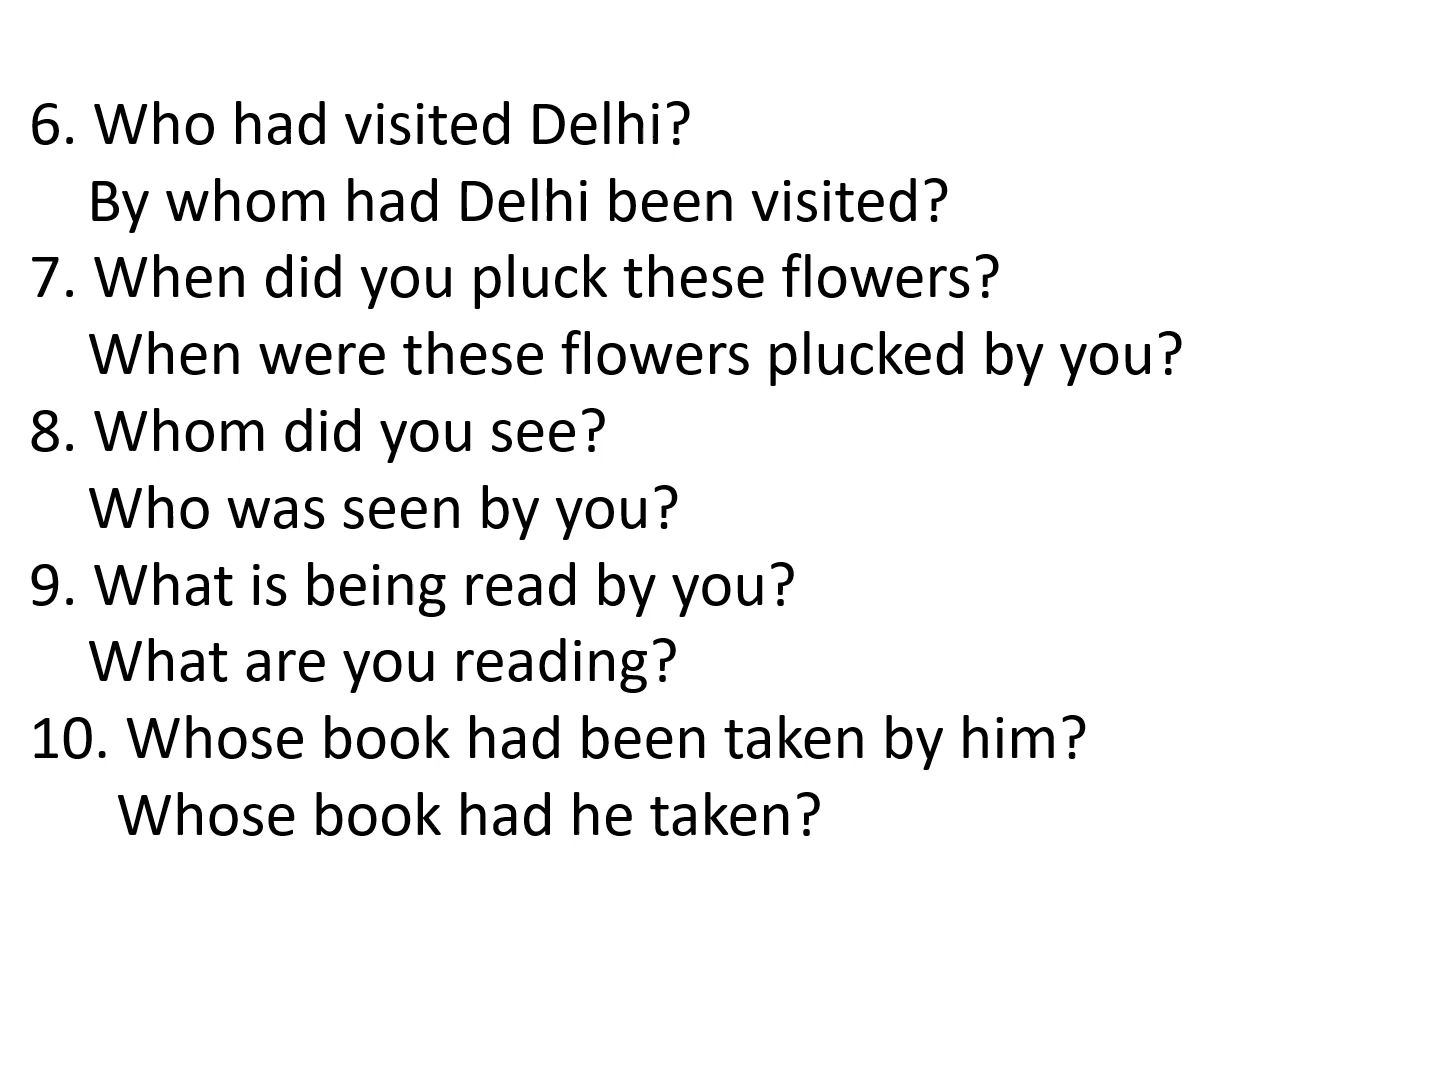 6. Who had visited Delhi?
By whom had Delhi been visited?
7. When did you pluck these flowers?
When were these flowers plucked by you?
8. Whom did you see?
Who was seen by you?
9. What is being read by you?
What are you reading?
10. Whose book had been taken by him?
Whose book had he taken?